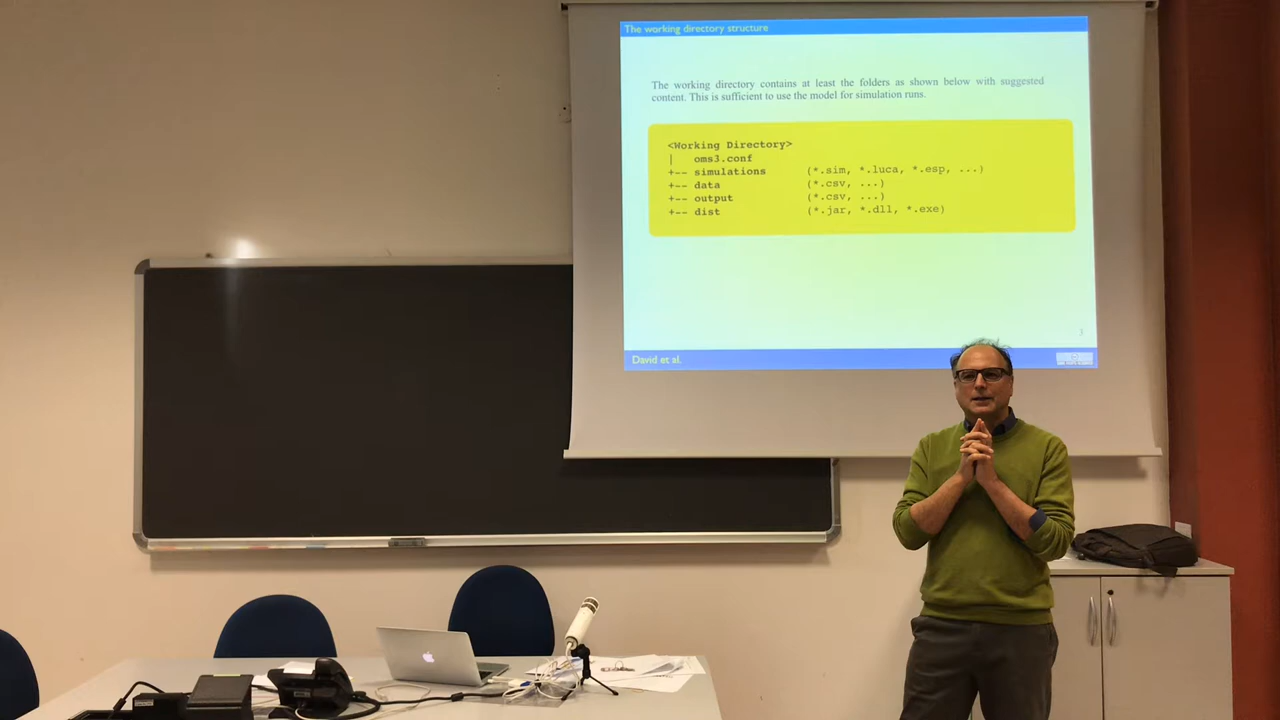 The working directory structure
The working directory contains at least the folders as shown below with suggested
content. This is sufficient to use the model for simulation runs.
<Working Directory>
| oms3.conf
+-- simulations (*.sim, *.luca, *.esp, ...)
+-- data (*.csv, ...)
+-- output (*.csv, ...)
+-- dist (*.jar, *.dll, *.exe)
3
David et al.